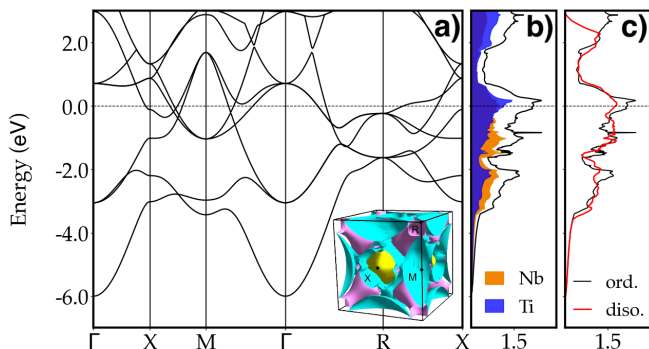 a) b) c)
2.0
0.0
-2.0
-4.0
-6.0
Energy (eV)
R
X M
Nb
Ti
ord.
diso.
Γ X M Γ R X 1.5 1.5